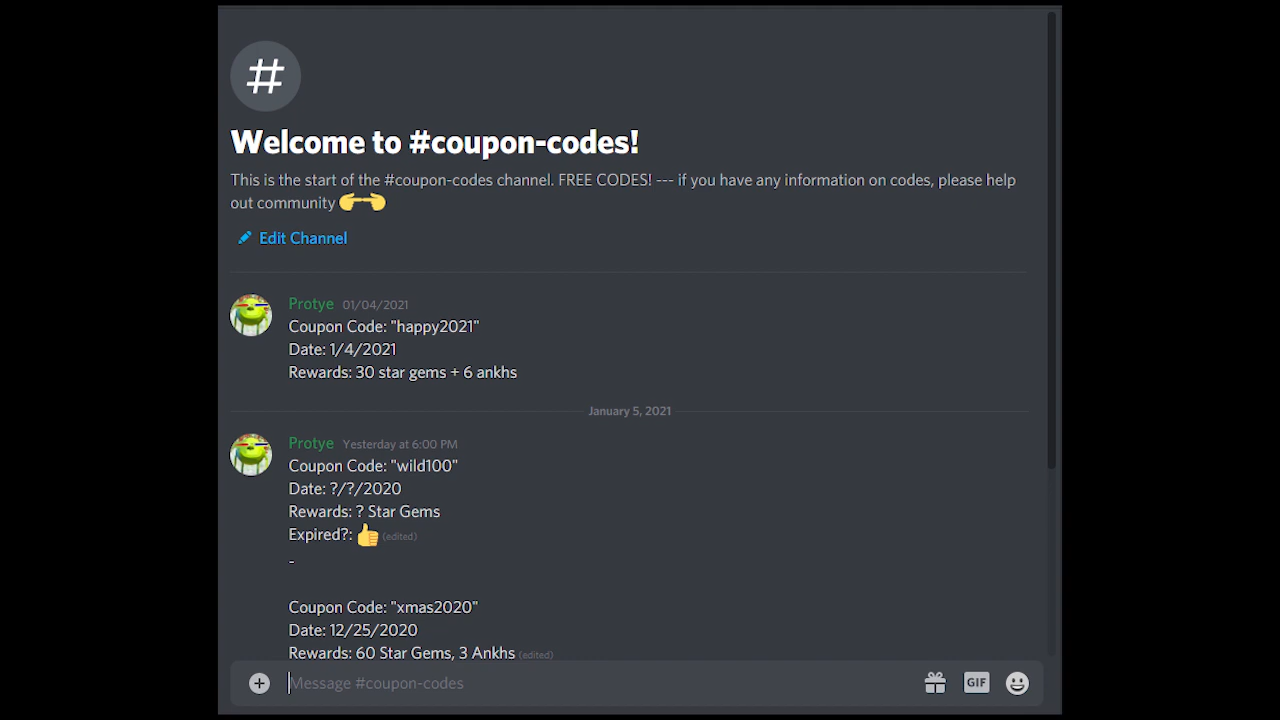 #
Welcome to #coupon-codes!
This is the start of the #coupon-codes channel. FREE CODES! --- if you have any information on codes, please help
out community 👉👈
Edit Channel
Protye 01/04/2021
Coupon Code: "happy2021"
Date: 1/4/2021
Rewards: 30 star gems + 6 ankhs
January 5, 2021
Protye Yesterday at 6:00 PM
Coupon Code: "wild100"
Date: ?/?/2020
Rewards: ? Star Gems
Expired?: 👍 (edited)
-
Coupon Code: "xmas2020"
Date: 12/25/2020
Rewards: 60 Star Gems, 3 Ankhs (edited)
Message #coupon-codes
GIF